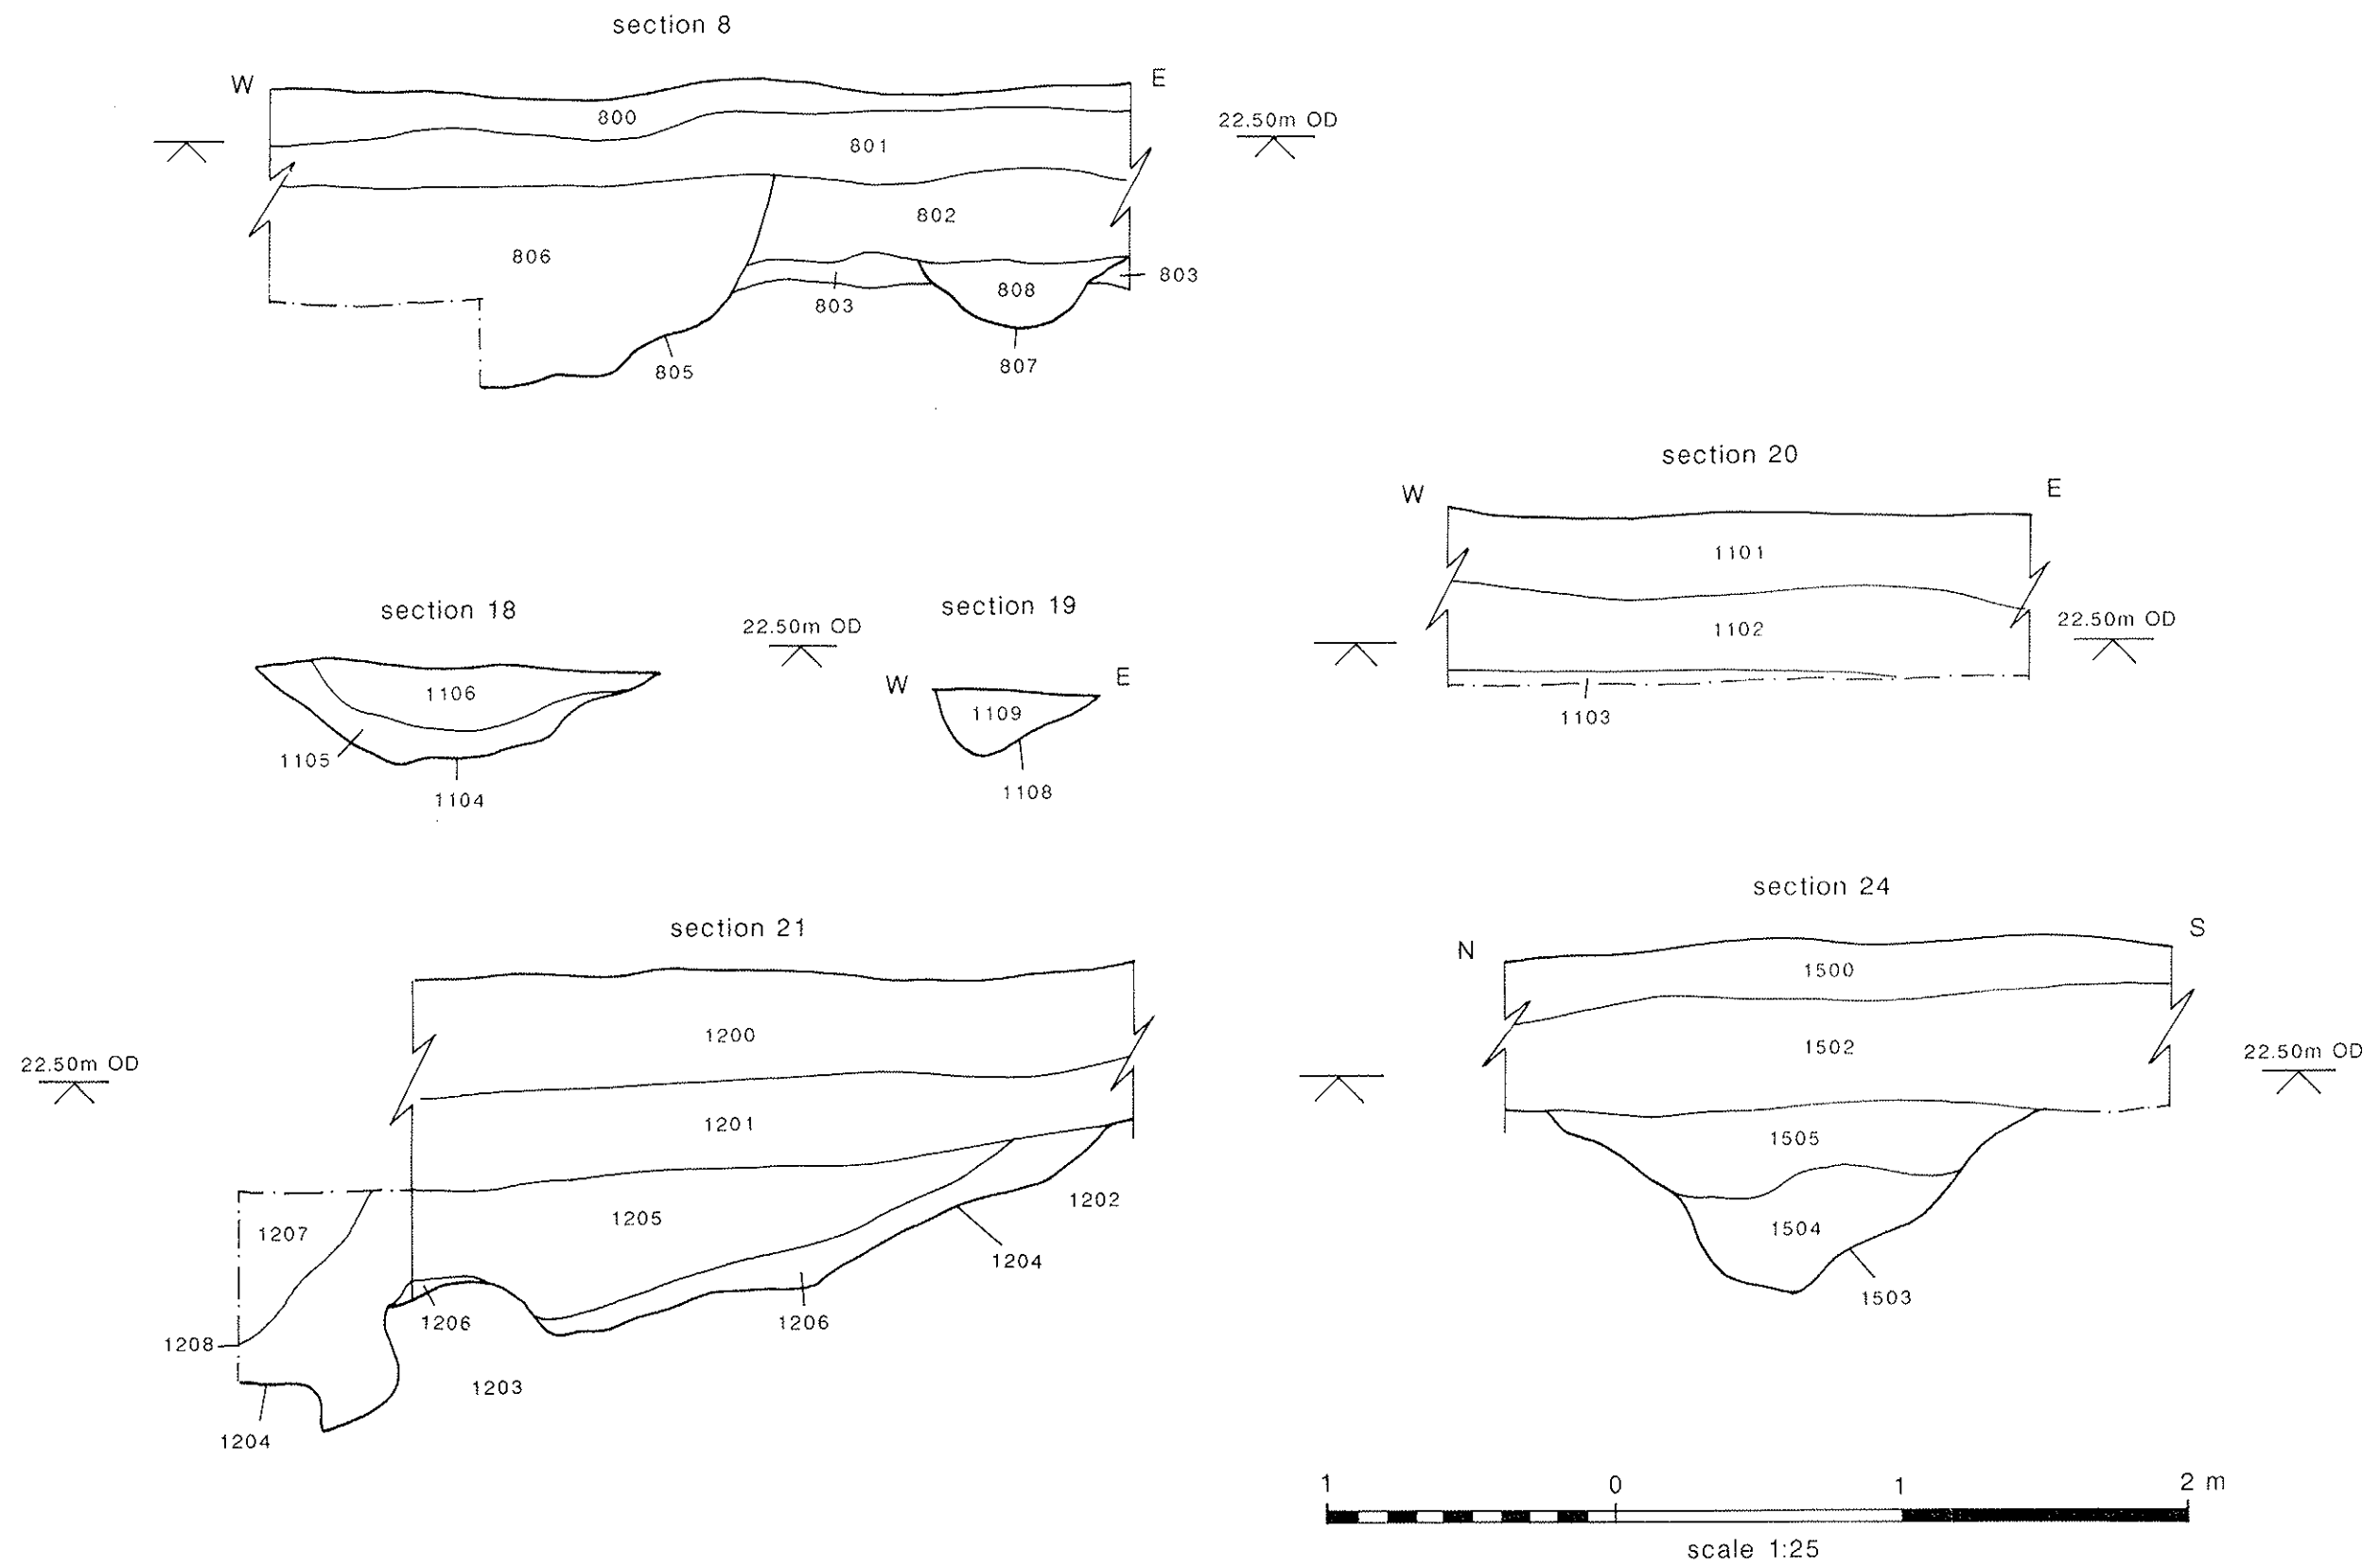 section 8
W
E
22.50m OD
800
801
802
806
803
803
808
805
807
section 20
W
E
1101
1102
22.50m OD
1103
section 18
1106
1105
1104
22.50m OD
section 19
W
E
1109
1108
section 21
22.50m OD
1200
1201
1202
1205
1207
1204
1206
1206
1208
1203
1204
section 24
N
S
1500
1502
22.50m OD
1505
1504
1503
1 0 1 2 m
scale 1:25